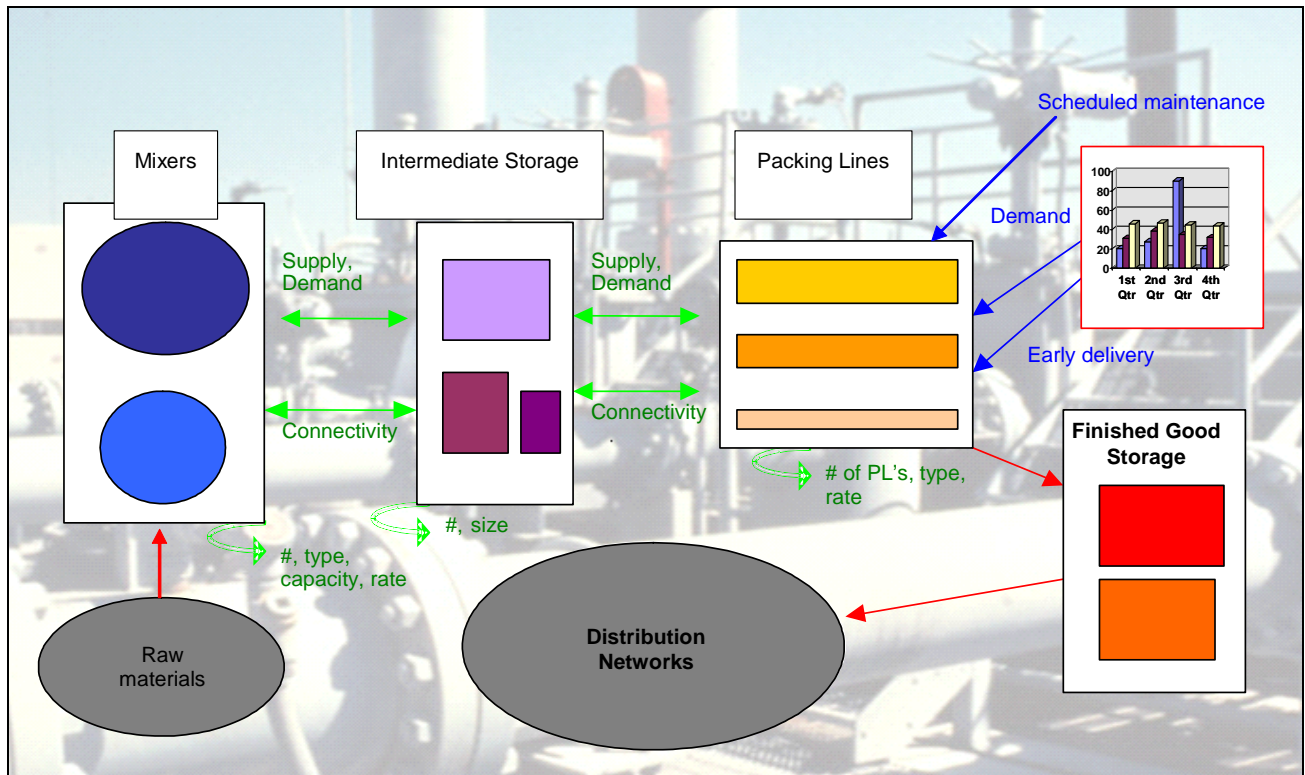 Scheduled maintenance
Mixers
Intermediate Storage
Packing Lines
100
80
60
40
20
0
1st
Qtr
2nd
Qtr
3rd
Qtr
4th
Qtr
Demand
Early delivery
Supply,
Demand
Supply,
Demand
Connectivity
Connectivity
Finished Good
Storage
# of PL's, type,
rate
#, size
#, type,
capacity, rate
Raw
materials
Distribution
Networks